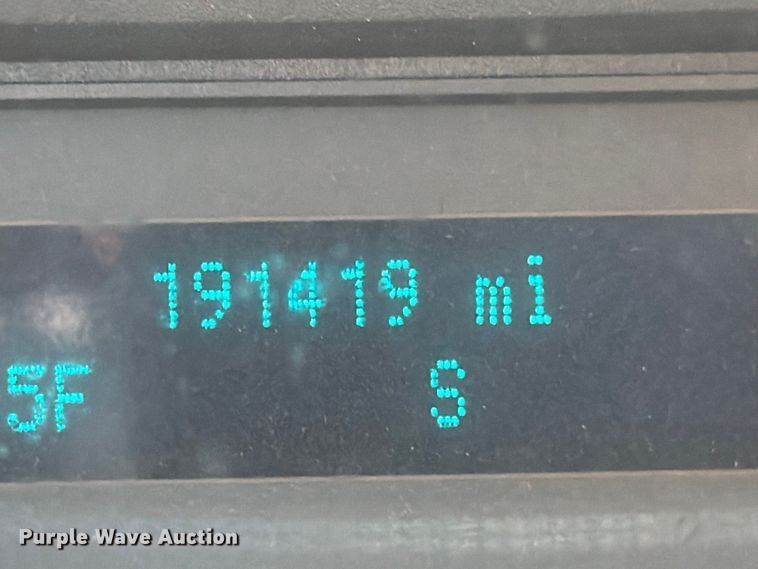 191419 mi
5F S
Purple Wave Auction